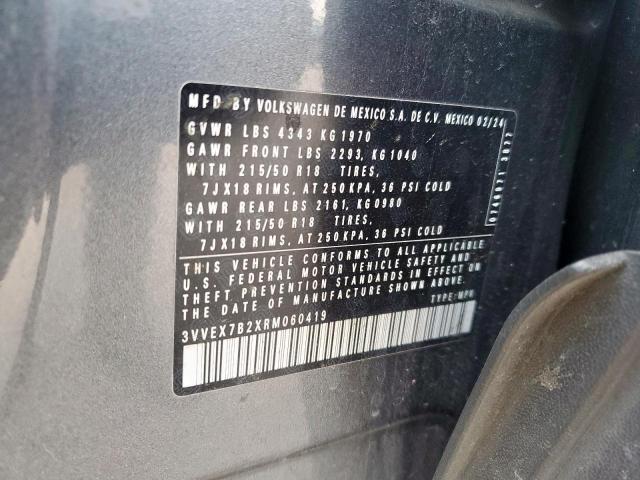 MFD BY VOLKSWAGEN DE MEXICO S.A. DE C.V. MEXICO 02/24
GVWR LBS 4343 KG 1970
GAWR FRONT LBS 2293, KG 1040
WITH 215/50 R18 TIRES,
7JX18 RIMS, AT 250 KPA, 36 PSI COLD
GAWR REAR LBS 2161, KG 0980
WITH 215/50 R18 TIRES,
7JX18 RIMS, AT 250 KPA, 36 PSI COLD
THIS VEHICLE CONFORMS TO ALL APPLICABLE
U.S. FEDERAL MOTOR VEHICLE SAFETY AND
THEFT PREVENTION STANDARDS IN EFFECT ON
THE DATE OF MANUFACTURE SHOWN ABOVE.
TYPE:MPV
3VVEX7B2XRM060419